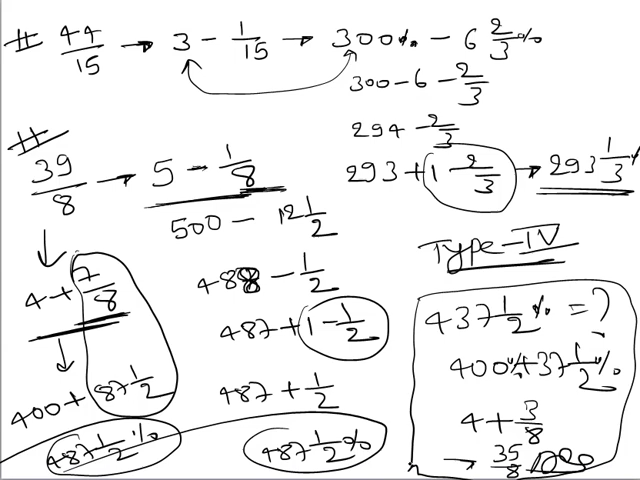 # 44/15 → 3 - 1/15 → 300% - 6 2/3%
300 - 6 - 2/3
294 - 2/3
293 + 1 - 2/3 → 293 1/3%
#
39/8 → 5 - 1/8
500 - 12 1/2
488 - 1/2
487 + 1 - 1/2
487 + 1/2
487 1/2%
4 + 7/8
400 + 87 1/2
487 1/2%
Type - IV
437 1/2% = ?
400% + 37 1/2%
4 + 3/8
→ 35/8